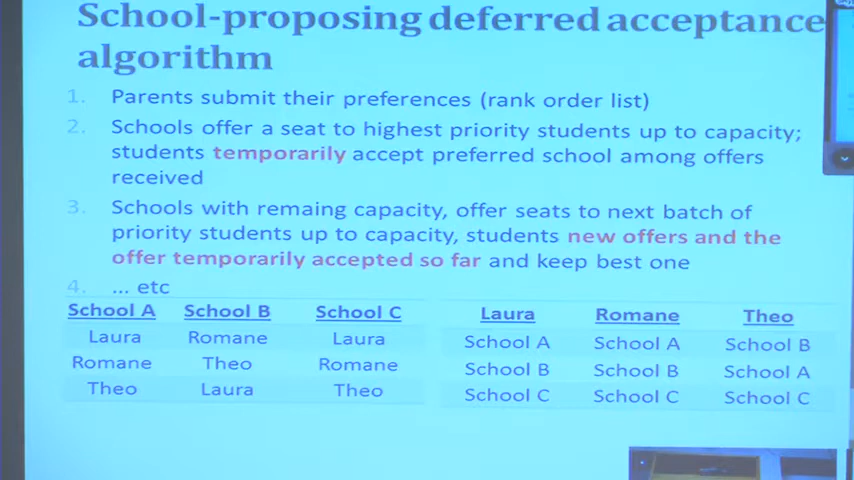 School-proposing deferred acceptance
algorithm
1. Parents submit their preferences (rank order list)
2. Schools offer a seat to highest priority students up to capacity;
students temporarily accept preferred school among offers
received
3. Schools with remaing capacity, offer seats to next batch of
priority students up to capacity, students new offers and the
offer temporarily accepted so far and keep best one
4. ... etc
School A School B School C
Laura Romane Laura
Romane Theo Romane
Theo Laura Theo
Laura Romane Theo
School A School A School B
School B School B School A
School C School C School C